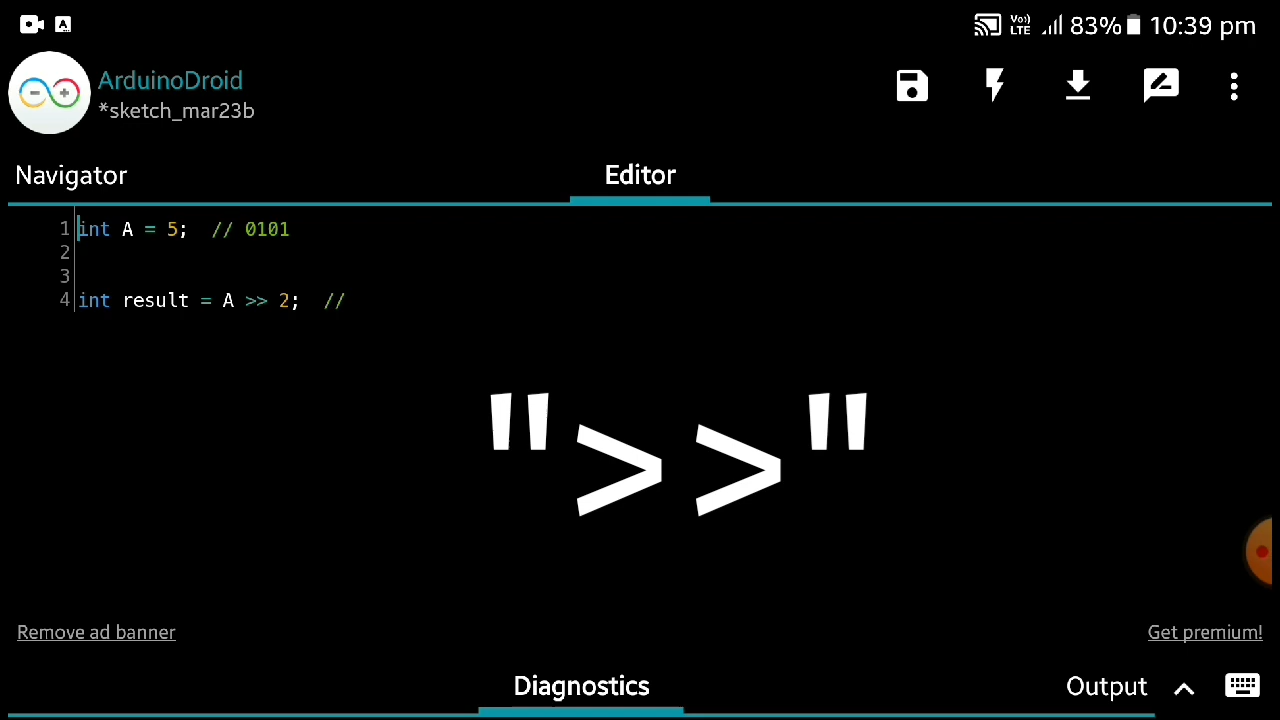 83% 10:39 pm
ArduinoDroid
*sketch_mar23b
Navigator Editor
1 int A = 5;  // 0101
2
3
4 int result = A >> 2;  //
">>"
Remove ad banner Get premium!
Diagnostics Output